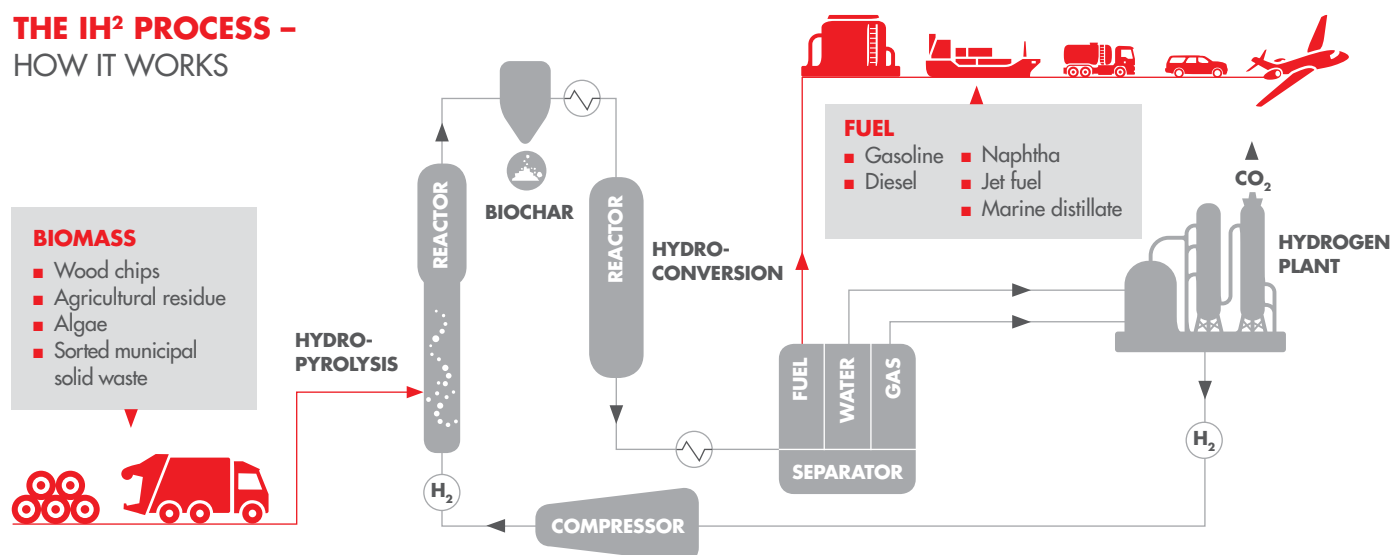 THE IH² PROCESS –
HOW IT WORKS
BIOMASS
Wood chips
Agricultural residue
Algae
Sorted municipal
solid waste
HYDRO-
PYROLYSIS
REACTOR
H₂
BIOCHAR
REACTOR
HYDRO-
CONVERSION
COMPRESSOR
FUEL
WATER
GAS
SEPARATOR
FUEL
Gasoline
Diesel
Naphtha
Jet fuel
Marine distillate
CO₂
HYDROGEN
PLANT
H₂